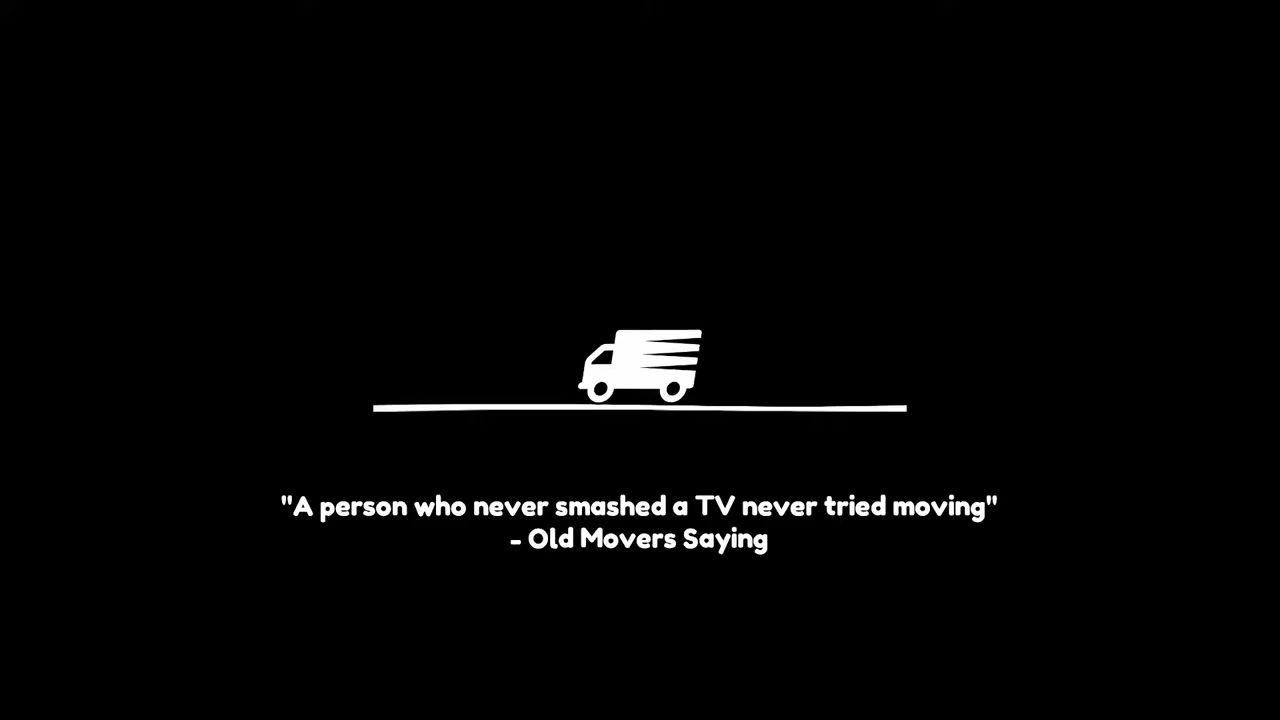 "A person who never smashed a TV never tried moving"
- Old Movers Saying